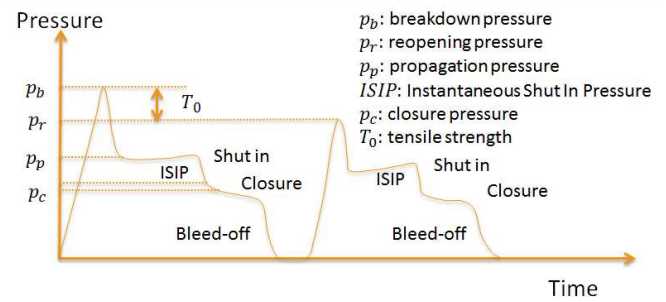 Pressure
p_b: breakdown pressure
p_r: reopening pressure
p_p: propagation pressure
ISIP: Instantaneous Shut In Pressure
p_c: closure pressure
T_0: tensile strength
p_b
T_0
p_r
p_p
Shut in
ISIP
Closure
p_c
Bleed-off
Shut in
ISIP
Closure
Bleed-off
Time